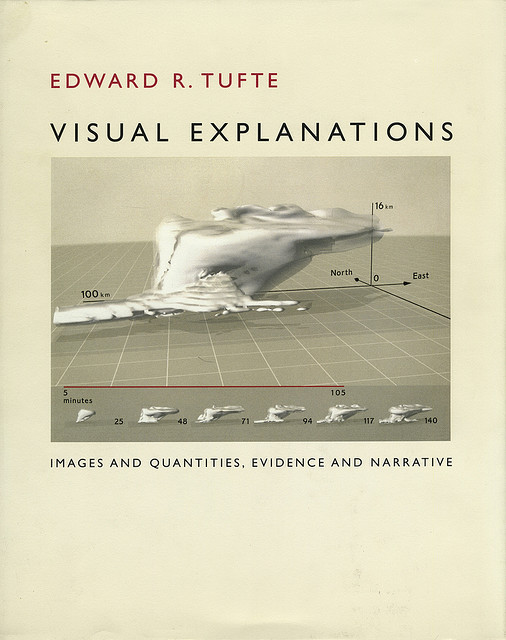 EDWARD R. TUFTE
VISUAL EXPLANATIONS
16 km
North
0
East
100 km
5
105
minutes
25
48
71
94
117
140
IMAGES AND QUANTITIES, EVIDENCE AND NARRATIVE